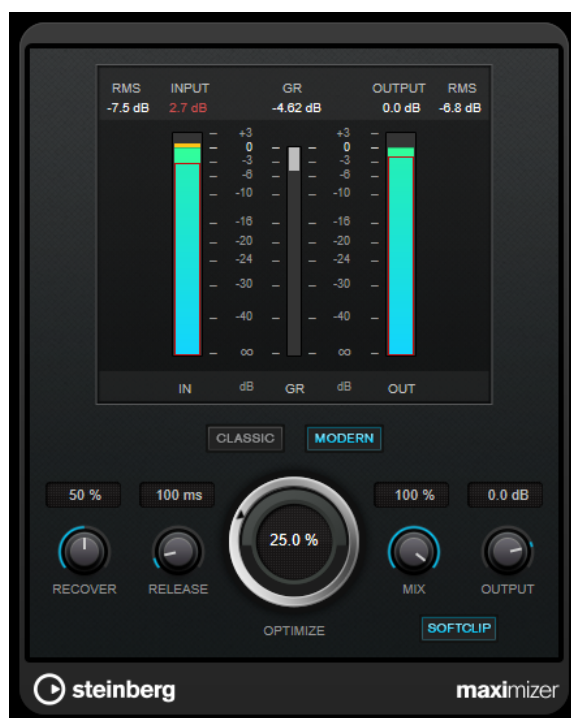 RMS INPUT GR OUTPUT RMS
-7.5 dB 2.7 dB -4.62 dB 0.0 dB -6.8 dB
+3 +3
0 0
-3 -3
-6 -6
-10 -10
-16 -16
-20 -20
-24 -24
-30 -30
-40 -40
∞ ∞
IN dB GR dB OUT
CLASSIC MODERN
50 % 100 ms 25.0 % 100 % 0.0 dB
RECOVER RELEASE MIX OUTPUT
OPTIMIZE SOFTCLIP
steinberg maximizer